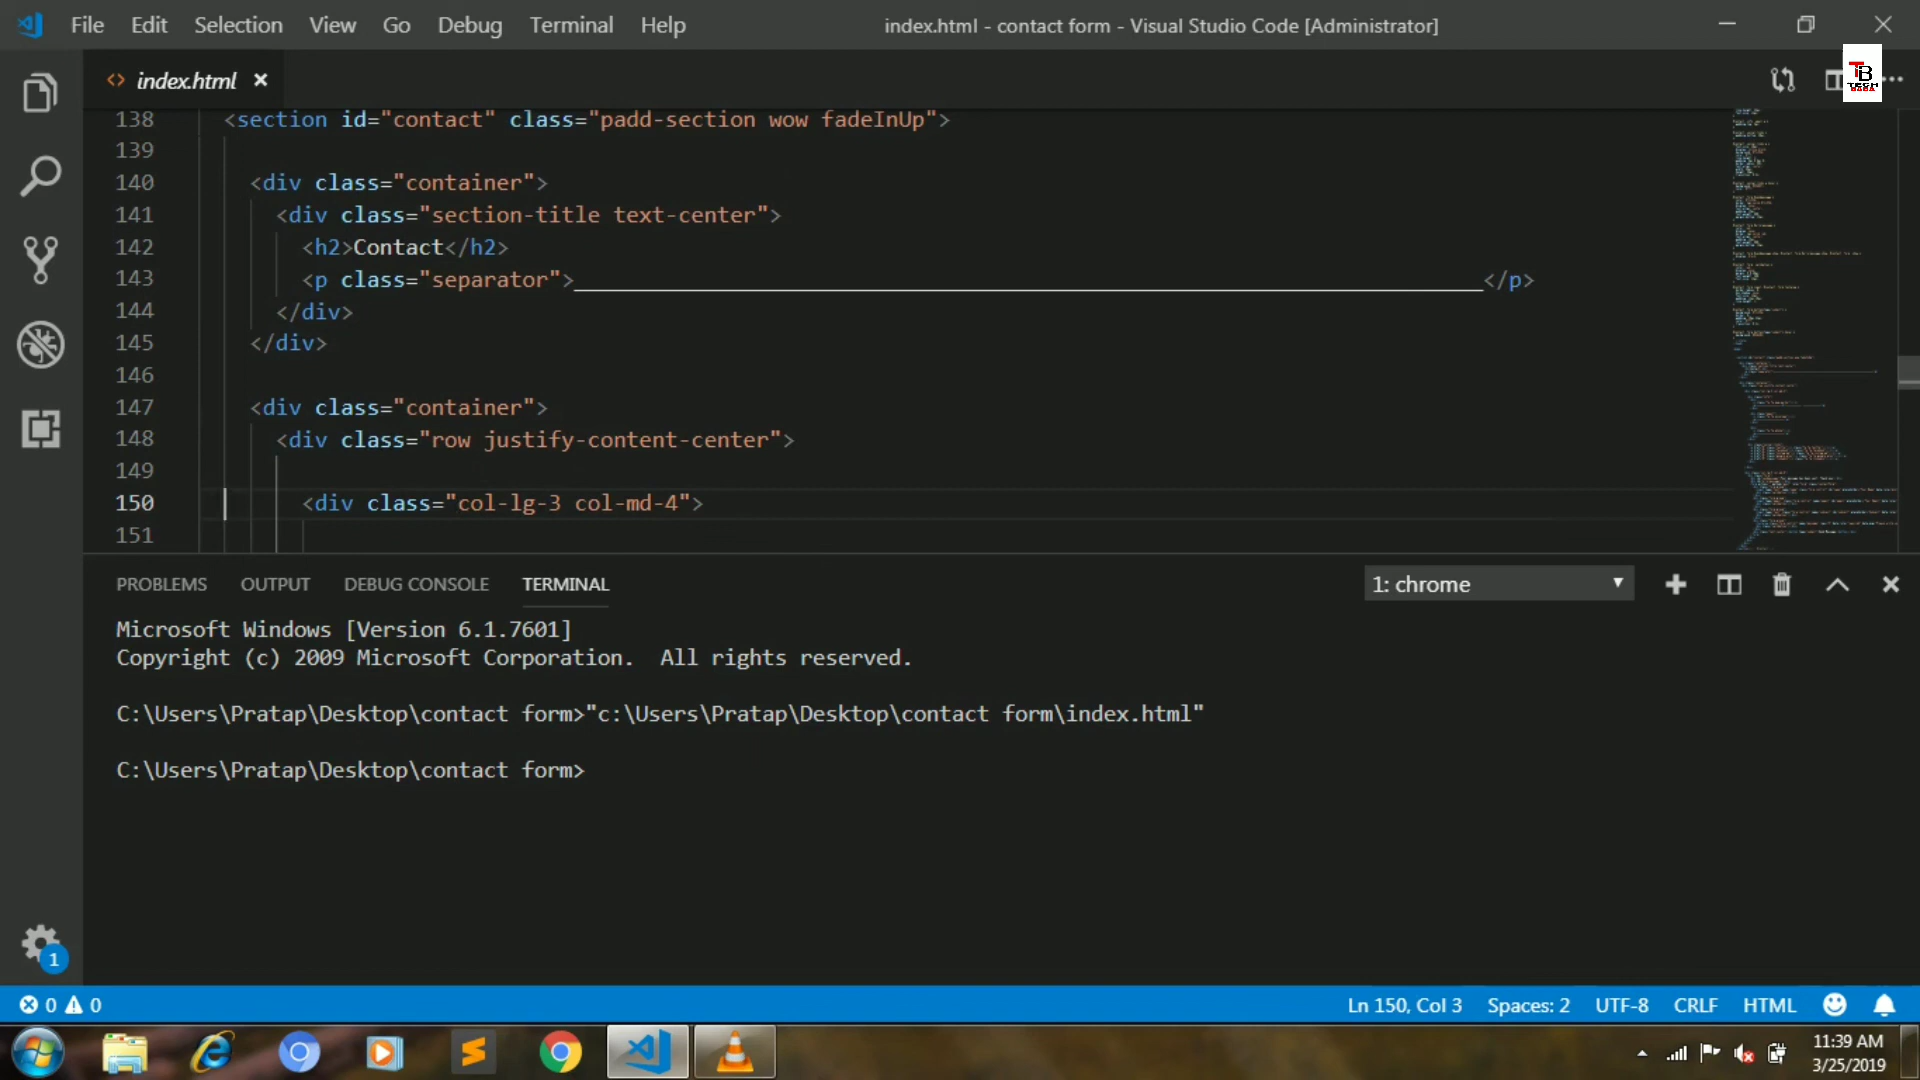 File Edit Selection View Go Debug Terminal Help index.html - contact form - Visual Studio Code [Administrator]
index.html
TB
TECH
BABA
138 <section id="contact" class="padd-section wow fadeInUp">
139
140 <div class="container">
141 <div class="section-title text-center">
142 <h2>Contact</h2>
143 <p class="separator">______________________________________________________________________</p>
144 </div>
145 </div>
146
147 <div class="container">
148 <div class="row justify-content-center">
149
150 <div class="col-lg-3 col-md-4">
151
PROBLEMS OUTPUT DEBUG CONSOLE TERMINAL 1: chrome
Microsoft Windows [Version 6.1.7601]
Copyright (c) 2009 Microsoft Corporation.  All rights reserved.
C:\Users\Pratap\Desktop\contact form>"c:\Users\Pratap\Desktop\contact form\index.html"
C:\Users\Pratap\Desktop\contact form>
1
0 0 Ln 150, Col 3 Spaces: 2 UTF-8 CRLF HTML
11:39 AM
3/25/2019